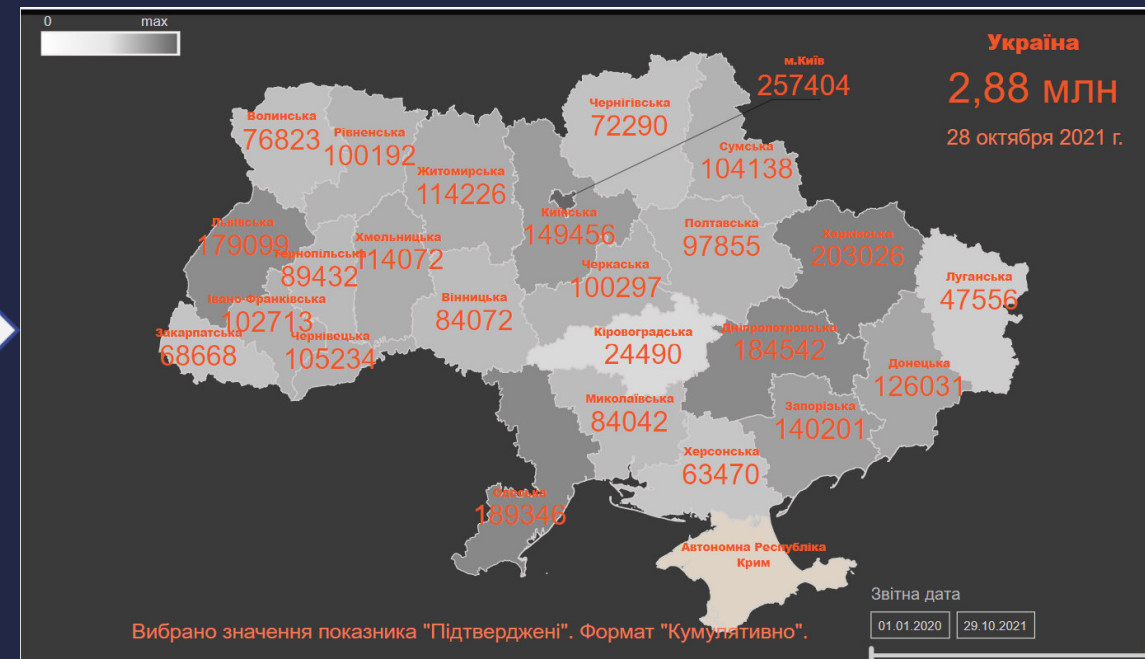 0 max
Україна
2,88 млн
28 октября 2021 г.
м.Київ
257404
Чернігівська
72290
Волинська
76823
Рівненська
100192
Сумська
104138
Житомирська
114226
Київська
149456
Львівська
179099
Тернопільська
89432
Хмельницька
114072
Полтавська
97855
Харківська
203026
Черкаська
100297
Луганська
47556
Івано-Франківська
102713
Вінницька
84072
Закарпатська
68668
Чернівецька
105234
Кіровоградська
24490
Дніпропетровська
184542
Донецька
126031
Миколаївська
84042
Запорізька
140201
Херсонська
63470
Одеська
189346
Автономна Республіка
Крим
Звітна дата
01.01.2020 29.10.2021
Вибрано значення показника "Підтверджені". Формат "Кумулятивно".